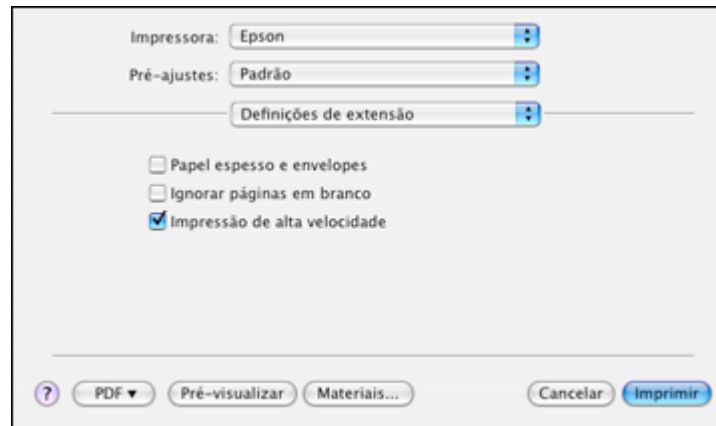 Impressora: Epson
Pré-ajustes: Padrão
Definições de extensão
Papel espesso e envelopes
Ignorar páginas em branco
Impressão de alta velocidade
? PDF ▼ Pré-visualizar Materiais... Cancelar Imprimir